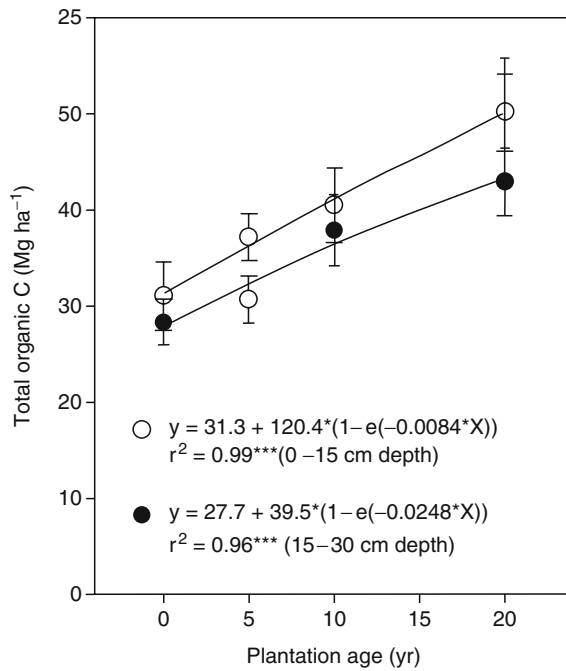 25
50
40
30
20
10
0
Total organic C (Mg ha⁻¹)
y = 31.3 + 120.4*(1–e(–0.0084*X))
r² = 0.99***(0 –15 cm depth)
y = 27.7 + 39.5*(1–e(–0.0248*X))
r² = 0.96*** (15–30 cm depth)
0 5 10 15 20
Plantation age (yr)